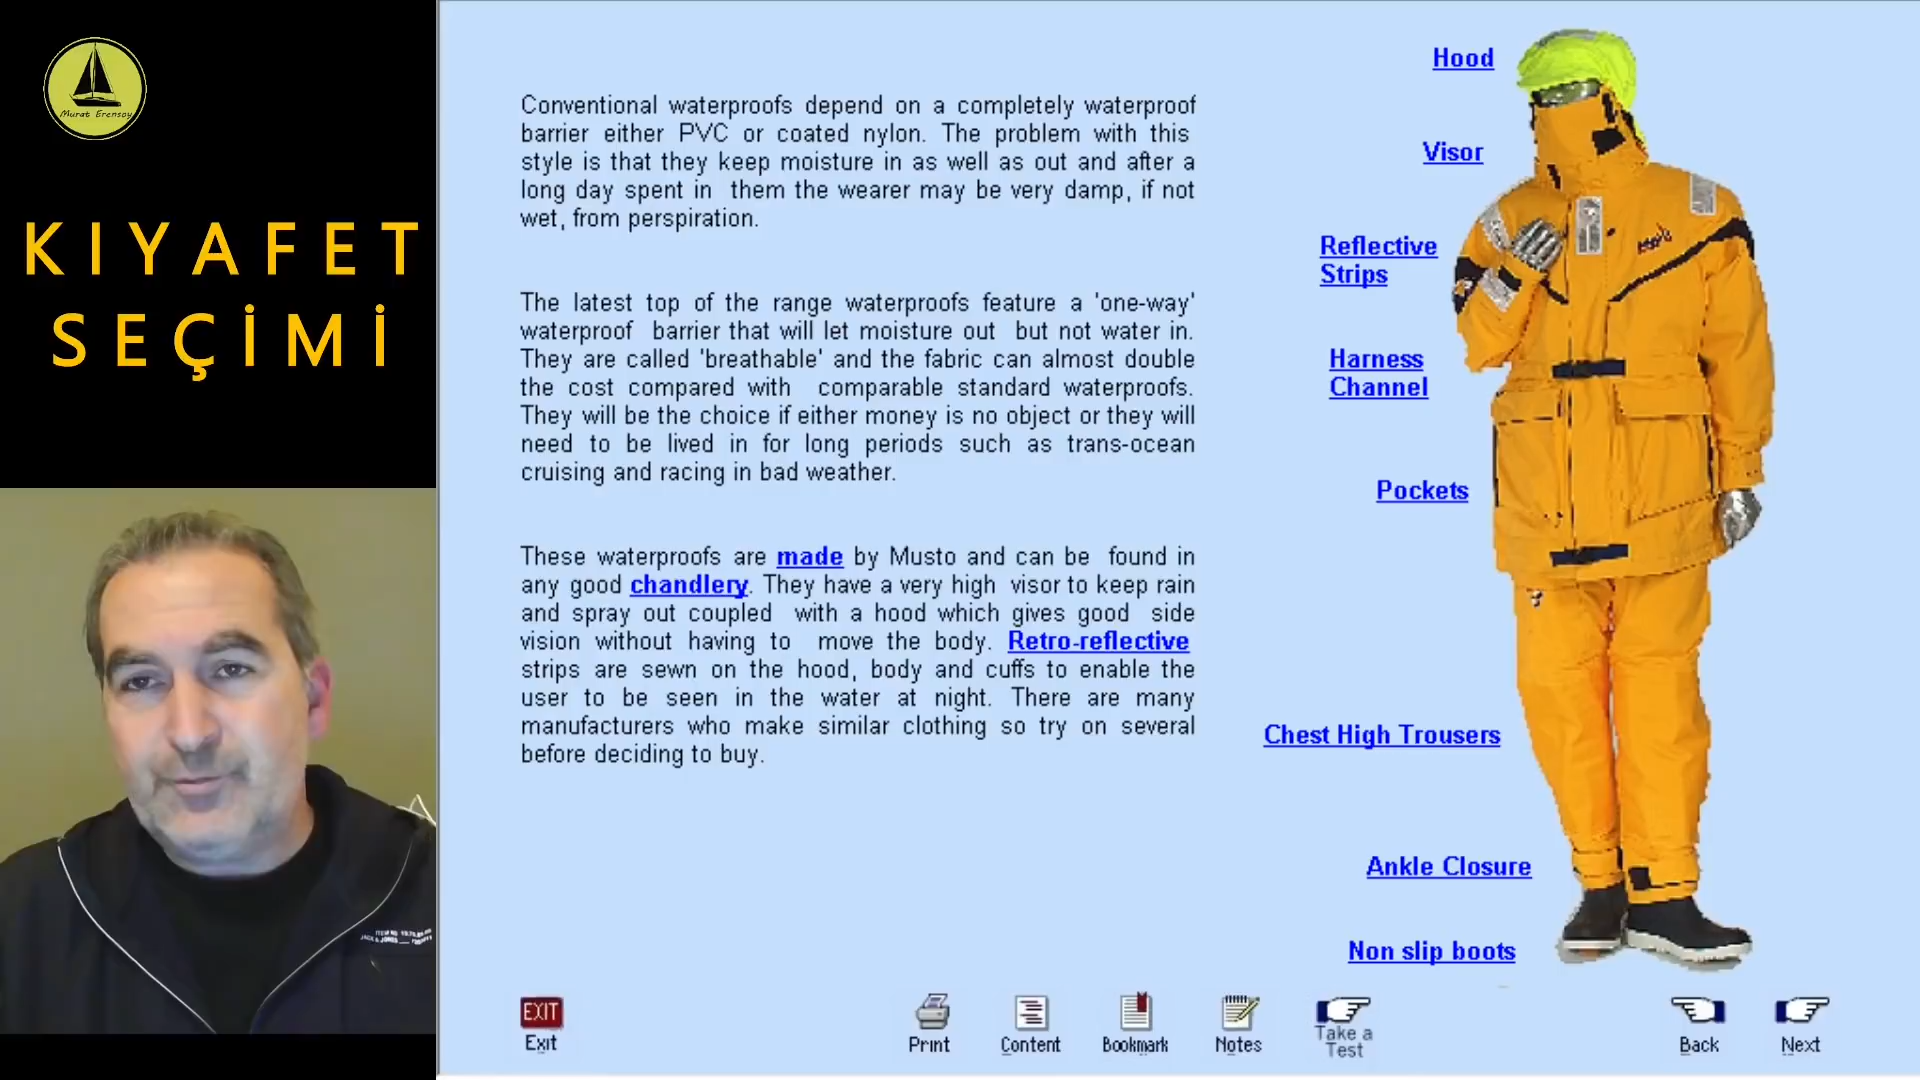 Murat Erensoy
KIYAFET
SEÇİMİ
Conventional waterproofs depend on a completely waterproof
barrier either PVC or coated nylon. The problem with this
style is that they keep moisture in as well as out and after a
long day spent in them the wearer may be very damp, if not
wet, from perspiration.
The latest top of the range waterproofs feature a 'one-way'
waterproof barrier that will let moisture out but not water in.
They are called 'breathable' and the fabric can almost double
the cost compared with comparable standard waterproofs.
They will be the choice if either money is no object or they will
need to be lived in for long periods such as trans-ocean
cruising and racing in bad weather.
These waterproofs are made by Musto and can be found in
any good chandlery. They have a very high visor to keep rain
and spray out coupled with a hood which gives good side
vision without having to move the body. Retro-reflective
strips are sewn on the hood, body and cuffs to enable the
user to be seen in the water at night. There are many
manufacturers who make similar clothing so try on several
before deciding to buy.
Hood
Visor
Reflective
Strips
Harness
Channel
Pockets
Chest High Trousers
Ankle Closure
Non slip boots
EXIT
Exit
Print
Content
Bookmark
Notes
Take a
Test
Back
Next